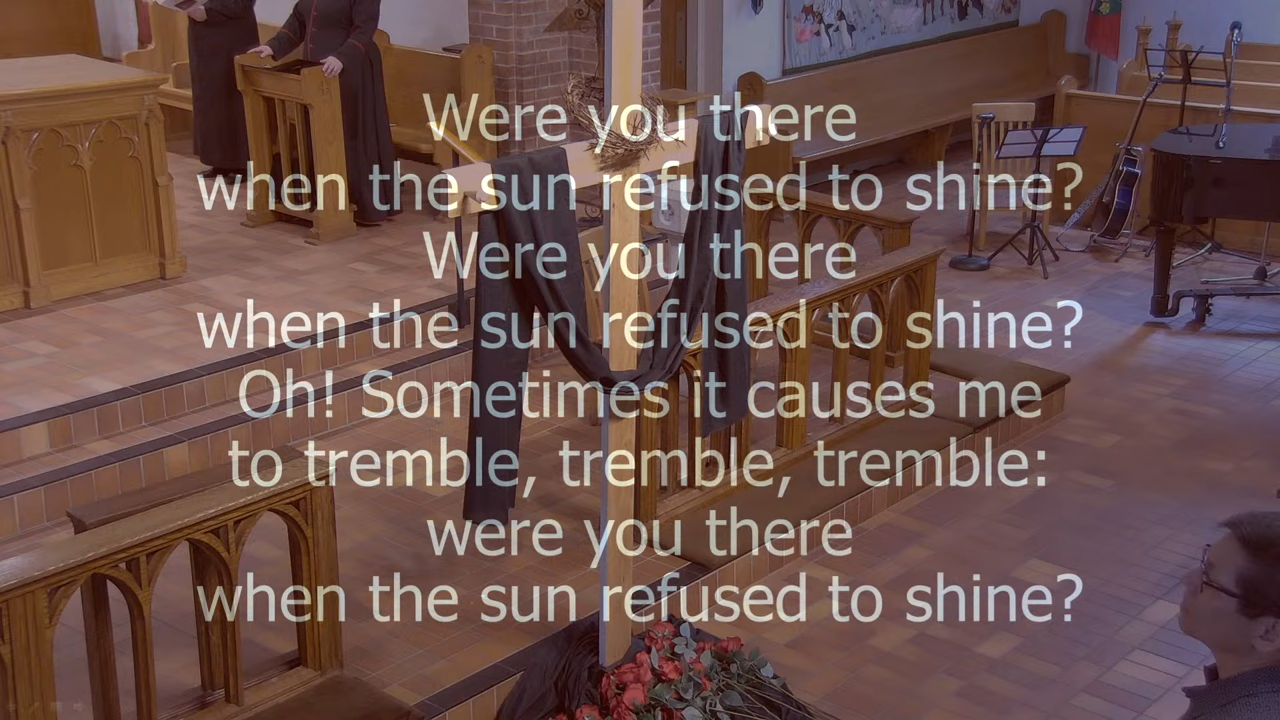 Were you there
when the sun refused to shine?
Were you there
when the sun refused to shine?
Oh! Sometimes it causes me
to tremble, tremble, tremble:
were you there
when the sun refused to shine?